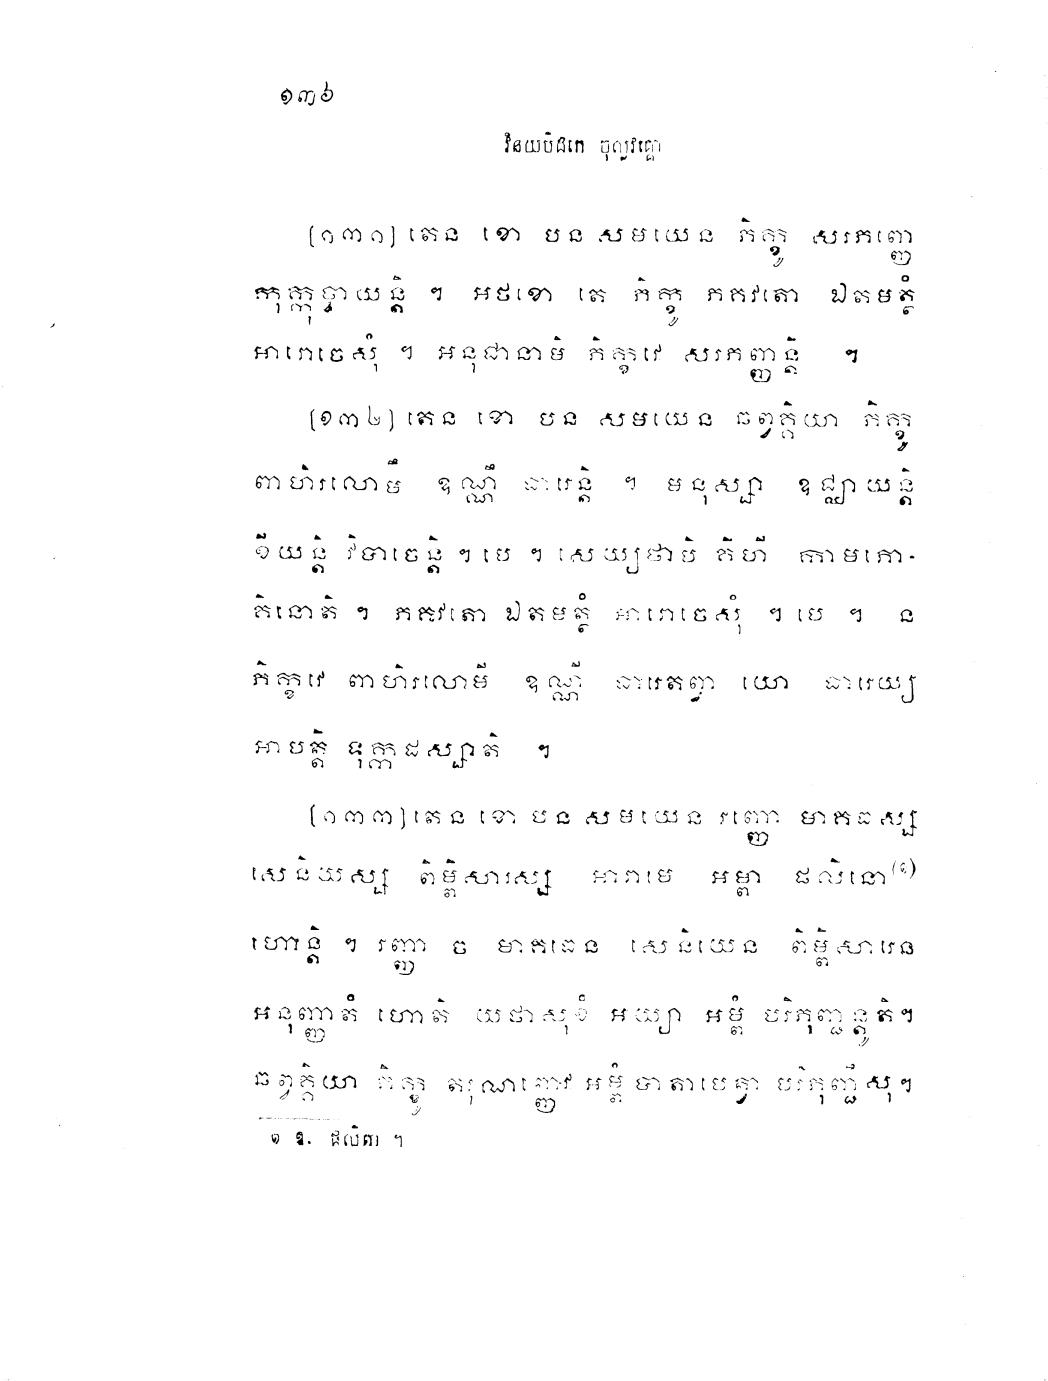 ១៣៦
វិនយបិដកេ ចុល្លវគ្គោ
[១៣១] តេន ខោ បន សមយេន ភិក្ខូ សរភញ្ញេ
កុក្កុច្ចាយន្តិ ។ អថខោ តេ ភិក្ខូ ភគវតោ ឯតមត្ថំ
អារោចេសុំ ។ អនុជានាមិ ភិក្ខវេ សរភញ្ញន្តិ ។
[១៣២] តេន ខោ បន សមយេន ឆព្វគ្គិយា ភិក្ខូ
ពាហិរលោមឹ ឧណ្ណឹ ធារេន្តិ ។ មនុស្សា ឧជ្ឈាយន្តិ
ខីយន្តិ វិបាចេន្តិ ។ បេ ។ សេយ្យថាបិ គិហី កាមភោ-
គិនោតិ ។ ភគវតោ ឯតមត្ថំ អារោចេសុំ ។ បេ ។ ន
ភិក្ខវេ ពាហិរលោមី ឧណ្ណី ធារេតព្វា យោ ធារេយ្យ
អាបត្តិ ទុក្កដស្សាតិ ។
[១៣៣] តេន ខោ បន សមយេន រញ្ញោ មាគធស្ស
សេនិយស្ស ពិម្ពិសារស្ស អារាមេ អម្ពា ផលិនោ(១)
ហោន្តិ ។ រញ្ញា ច មាគធេន សេនិយេន ពិម្ពិសារេន
អនុញ្ញាតំ ហោតិ យថាសុខំ អយ្យា អម្ពំ បរិភុញ្ជន្តូតិ។
ឆព្វគ្គិយា ភិក្ខូ តរុណញ្ញេវ អម្ពំ បាតាបេត្វា បរិភុញ្ជឹសុ។
១ ឱ. ផលិតា ។